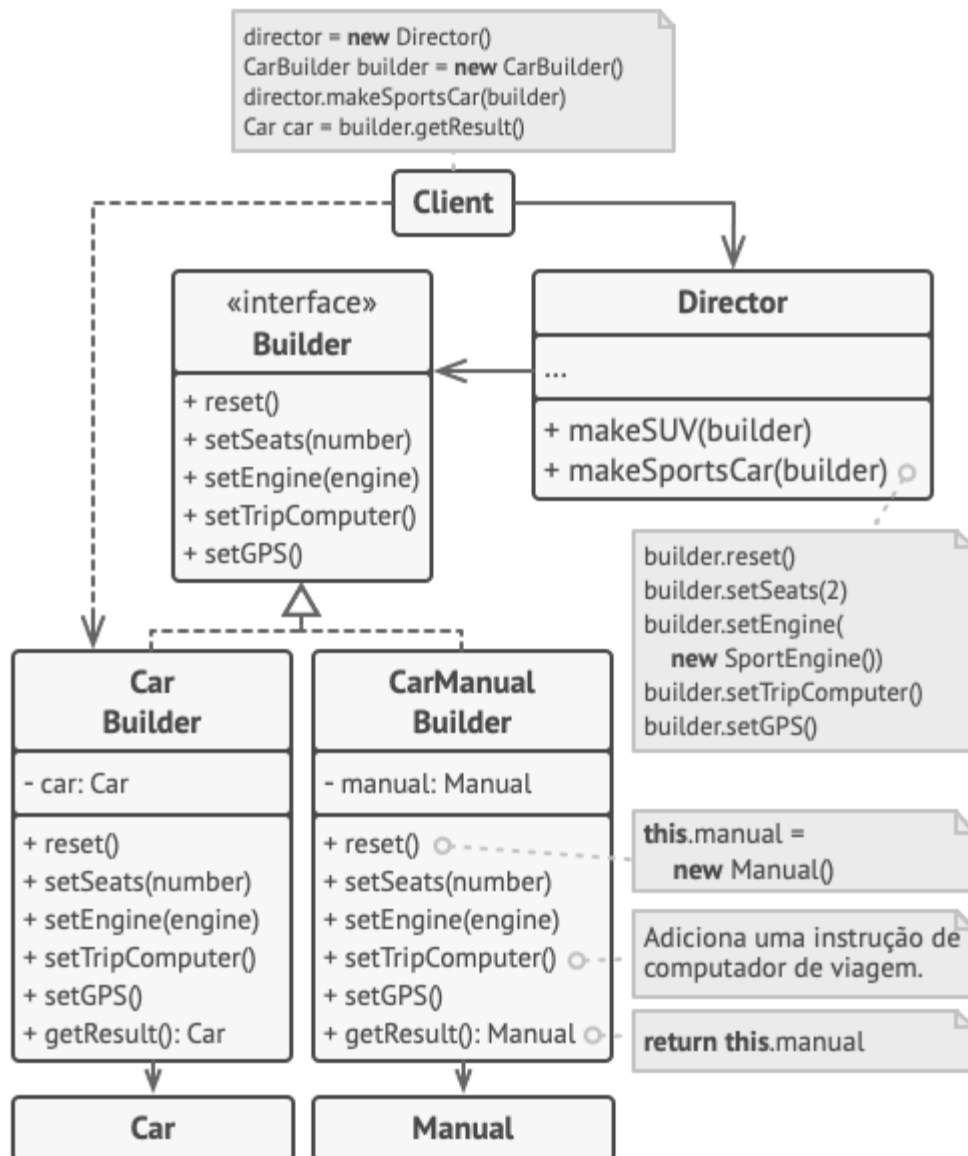 director = new Director()
CarBuilder builder = new CarBuilder()
director.makeSportsCar(builder)
Car car = builder.getResult()
Client
«interface»
Builder
+ reset()
+ setSeats(number)
+ setEngine(engine)
+ setTripComputer()
+ setGPS()
Director
...
+ makeSUV(builder)
+ makeSportsCar(builder)
builder.reset()
builder.setSeats(2)
builder.setEngine(
new SportEngine())
builder.setTripComputer()
builder.setGPS()
Car
Builder
- car: Car
+ reset()
+ setSeats(number)
+ setEngine(engine)
+ setTripComputer()
+ setGPS()
+ getResult(): Car
CarManual
Builder
- manual: Manual
+ reset()
+ setSeats(number)
+ setEngine(engine)
+ setTripComputer()
+ setGPS()
+ getResult(): Manual
this.manual =
new Manual()
Adiciona uma instrução de
computador de viagem.
return this.manual
Car
Manual